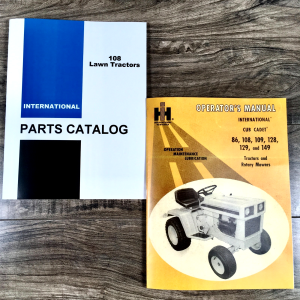 108
Lawn Tractors
INTERNATIONAL
PARTS CATALOG
OPERATOR'S MANUAL
INTERNATIONAL
CUB CADET
86, 108, 109, 128,
129, and 149
Tractors and
Rotary Mowers
OPERATION
MAINTENANCE
LUBRICATION